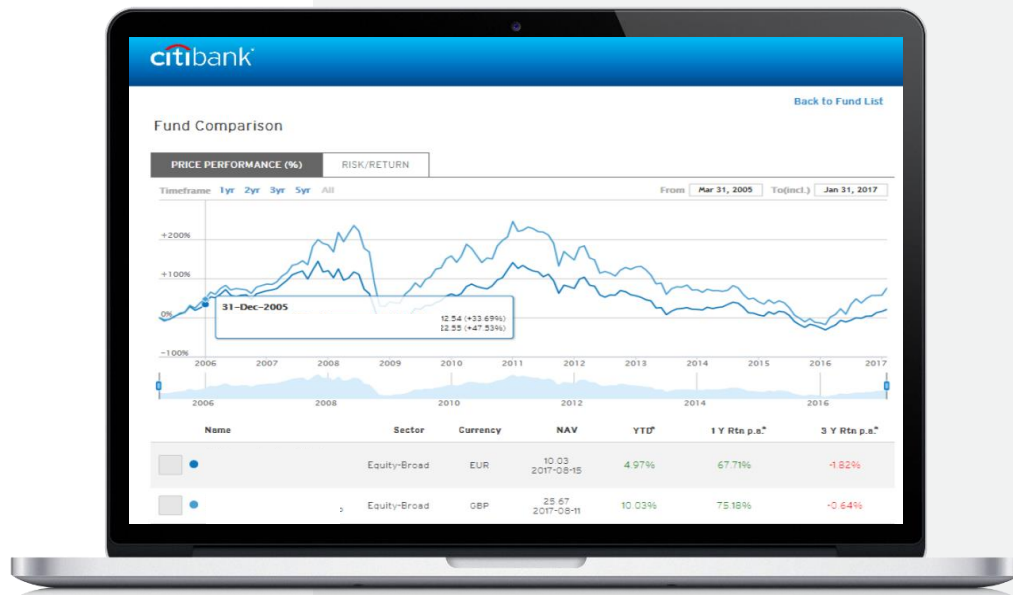 citibank
Back to Fund List
Fund Comparison
PRICE PERFORMANCE (%) RISK/RETURN
Timeframe 1yr 2yr 3yr 5yr All From Mar 31, 2005 To(incl.) Jan 31, 2017
+200%
+100%
0%
-100%
31-Dec-2005
12.54 (+33.69%)
12.55 (+47.53%)
2006 2007 2008 2009 2010 2011 2012 2013 2014 2015 2016 2017
2006 2008 2010 2012 2014 2016
Name Sector Currency NAV YTD* 1 Y Rtn p.a.* 3 Y Rtn p.a.*
Equity-Broad EUR 10.03 4.97% 67.71% -1.82%
2017-08-15
Equity-Broad GBP 25.67 10.03% 75.18% -0.64%
2017-08-11